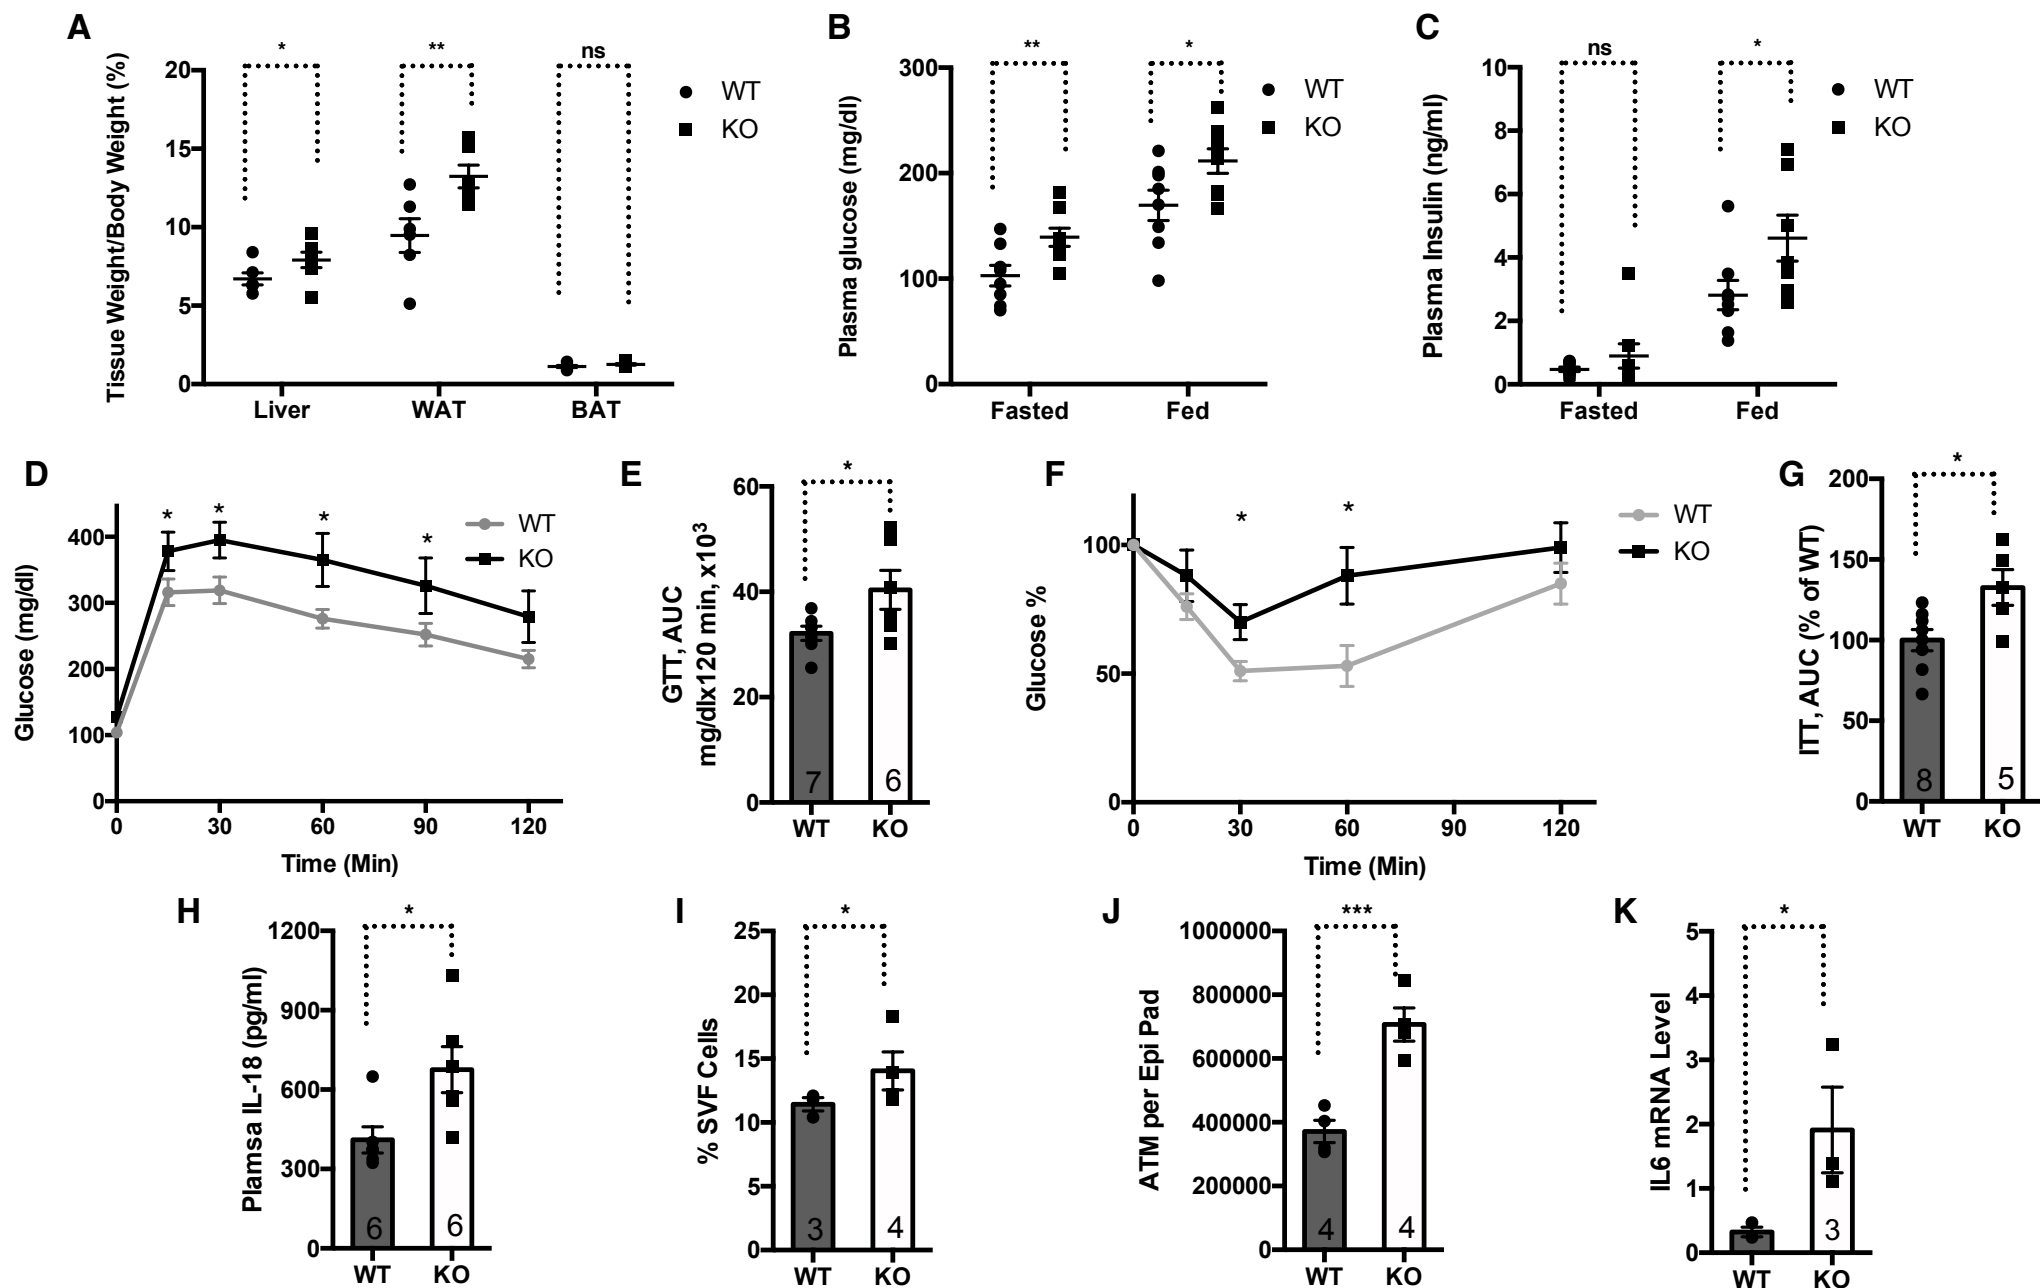 A
Tissue Weight/Body Weight (%)
20
15
10
5
0
*
**
ns
WT
KO
Liver
WAT
BAT
B
Plasma glucose (mg/dl)
300
200
100
0
**
*
WT
KO
Fasted
Fed
C
Plasma Insulin (ng/ml)
10
8
6
4
2
0
ns
*
WT
KO
Fasted
Fed
D
Glucose (mg/dl)
400
300
200
100
0
* * * *
WT
KO
0 30 60 90 120
Time (Min)
E
GTT, AUC
mg/dlx120 min, x10³
60
40
20
0
*
7
6
WT
KO
F
Glucose %
100
50
0
* *
WT
KO
0 30 60 90 120
Time (Min)
G
ITT, AUC (% of WT)
200
150
100
50
0
*
8
5
WT
KO
H
Plamsa IL-18 (pg/ml)
1200
900
600
300
0
*
6
6
WT
KO
I
% SVF Cells
25
20
15
10
5
0
*
3
4
WT
KO
J
ATM per Epi Pad
1000000
800000
600000
400000
200000
0
***
4
4
WT
KO
K
IL6 mRNA Level
5
4
3
2
1
0
*
3
WT
KO